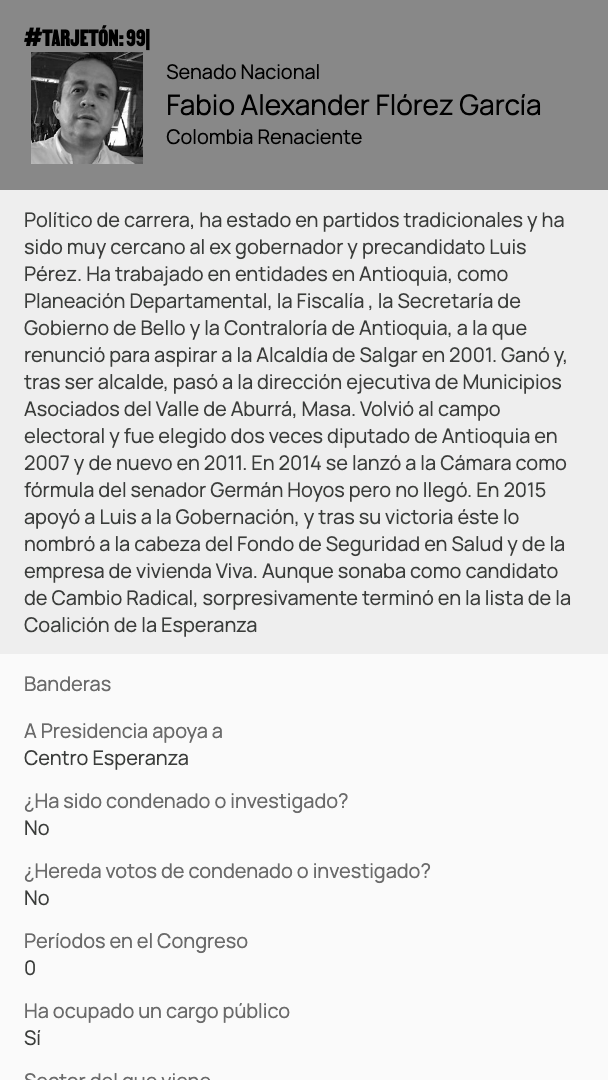 #TARJETÓN: 99
Senado Nacional
Fabio Alexander Flórez García
Colombia Renaciente
Político de carrera, ha estado en partidos tradicionales y ha
sido muy cercano al ex gobernador y precandidato Luis
Pérez. Ha trabajado en entidades en Antioquia, como
Planeación Departamental, la Fiscalía , la Secretaría de
Gobierno de Bello y la Contraloría de Antioquia, a la que
renunció para aspirar a la Alcaldía de Salgar en 2001. Ganó y,
tras ser alcalde, pasó a la dirección ejecutiva de Municipios
Asociados del Valle de Aburrá, Masa. Volvió al campo
electoral y fue elegido dos veces diputado de Antioquia en
2007 y de nuevo en 2011. En 2014 se lanzó a la Cámara como
fórmula del senador Germán Hoyos pero no llegó. En 2015
apoyó a Luis a la Gobernación, y tras su victoria éste lo
nombró a la cabeza del Fondo de Seguridad en Salud y de la
empresa de vivienda Viva. Aunque sonaba como candidato
de Cambio Radical, sorpresivamente terminó en la lista de la
Coalición de la Esperanza
Banderas
A Presidencia apoya a
Centro Esperanza
¿Ha sido condenado o investigado?
No
¿Hereda votos de condenado o investigado?
No
Períodos en el Congreso
0
Ha ocupado un cargo público
Sí
Sector del que viene